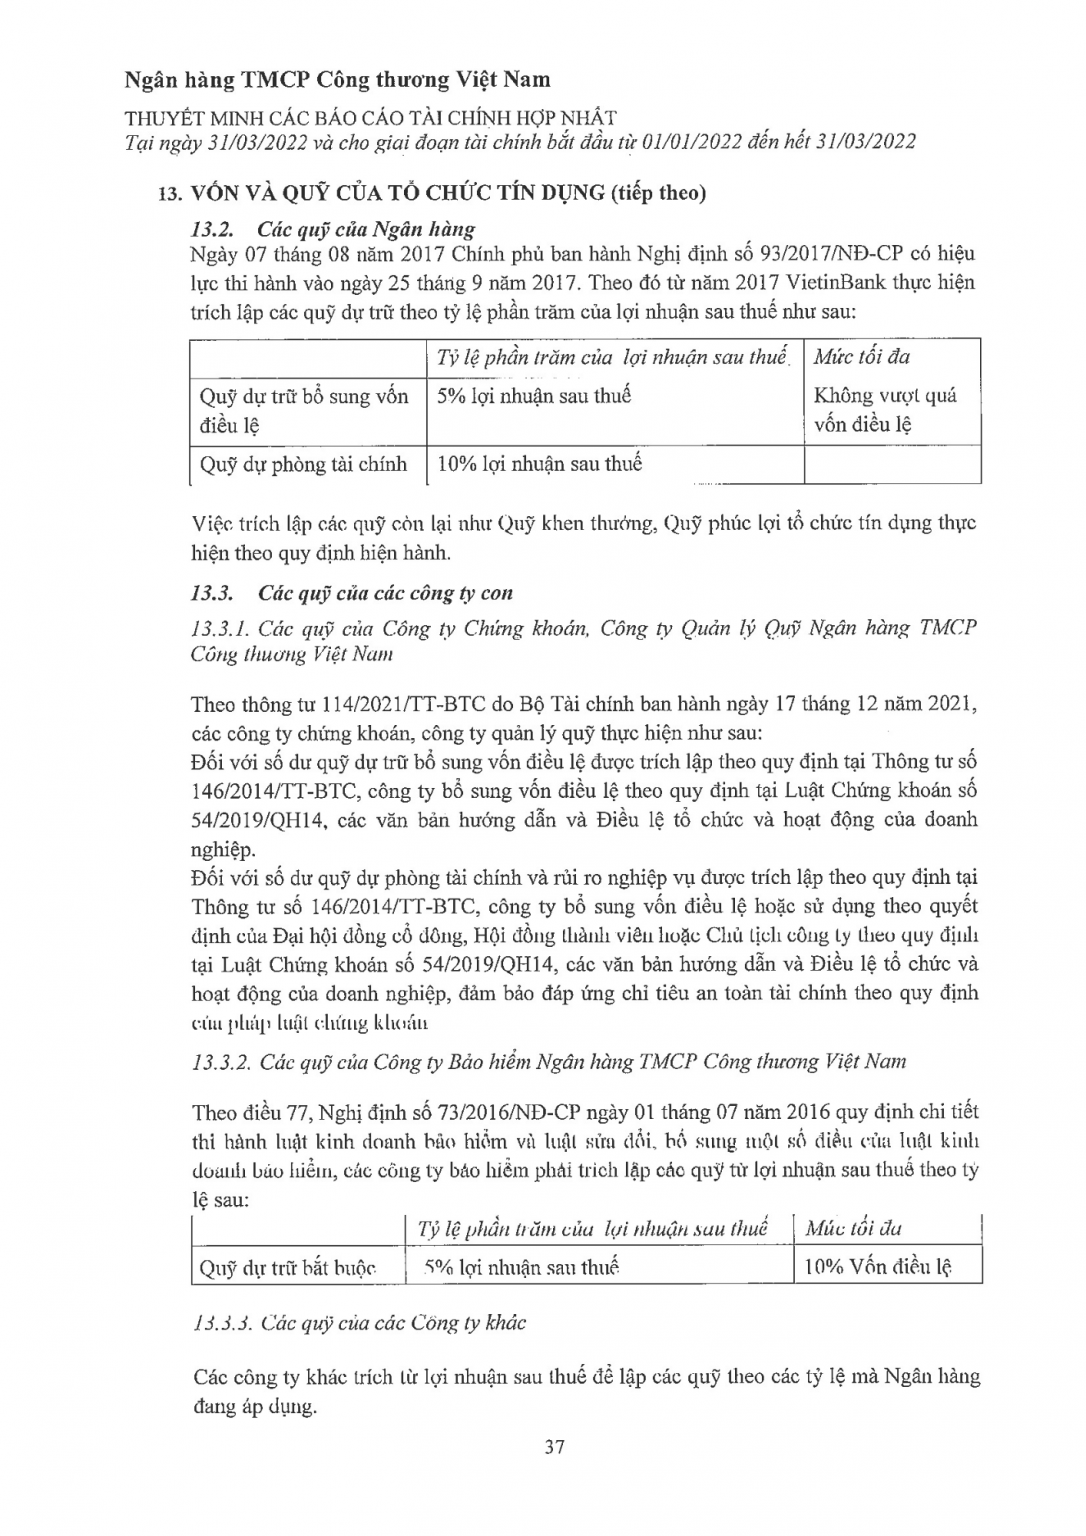 Ngân hàng TMCP Công thương Việt Nam
THUYẾT MINH CÁC BÁO CÁO TÀI CHÍNH HỢP NHẤT
Tại ngày 31/03/2022 và cho giai đoạn tài chính bắt đầu từ 01/01/2022 đến hết 31/03/2022
13. VỐN VÀ QUỸ CỦA TỔ CHỨC TÍN DỤNG (tiếp theo)
13.2. Các quỹ của Ngân hàng
Ngày 07 tháng 08 năm 2017 Chính phủ ban hành Nghị định số 93/2017/NĐ-CP có hiệu
lực thi hành vào ngày 25 tháng 9 năm 2017. Theo đó từ năm 2017 VietinBank thực hiện
trích lập các quỹ dự trữ theo tỷ lệ phần trăm của lợi nhuận sau thuế như sau:
Tỷ lệ phần trăm của lợi nhuận sau thuế Mức tối đa
Quỹ dự trữ bổ sung vốn 5% lợi nhuận sau thuế Không vượt quá
điều lệ vốn điều lệ
Quỹ dự phòng tài chính 10% lợi nhuận sau thuế
Việc trích lập các quỹ còn lại như Quỹ khen thưởng, Quỹ phúc lợi tổ chức tín dụng thực
hiện theo quy định hiện hành.
13.3. Các quỹ của các công ty con
13.3.1. Các quỹ của Công ty Chứng khoán, Công ty Quản lý Quỹ Ngân hàng TMCP
Công thương Việt Nam
Theo thông tư 114/2021/TT-BTC do Bộ Tài chính ban hành ngày 17 tháng 12 năm 2021,
các công ty chứng khoán, công ty quản lý quỹ thực hiện như sau:
Đối với số dư quỹ dự trữ bổ sung vốn điều lệ được trích lập theo quy định tại Thông tư số
146/2014/TT-BTC, công ty bổ sung vốn điều lệ theo quy định tại Luật Chứng khoán số
54/2019/QH14, các văn bản hướng dẫn và Điều lệ tổ chức và hoạt động của doanh
nghiệp.
Đối với số dư quỹ dự phòng tài chính và rủi ro nghiệp vụ được trích lập theo quy định tại
Thông tư số 146/2014/TT-BTC, công ty bổ sung vốn điều lệ hoặc sử dụng theo quyết
định của Đại hội đồng cổ đông, Hội đồng thành viên hoặc Chủ tịch công ty theo quy định
tại Luật Chứng khoán số 54/2019/QH14, các văn bản hướng dẫn và Điều lệ tổ chức và
hoạt động của doanh nghiệp, đảm bảo đáp ứng chỉ tiêu an toàn tài chính theo quy định
của pháp luật chứng khoán
13.3.2. Các quỹ của Công ty Bảo hiểm Ngân hàng TMCP Công thương Việt Nam
Theo điều 77, Nghị định số 73/2016/NĐ-CP ngày 01 tháng 07 năm 2016 quy định chi tiết
thi hành luật kinh doanh bảo hiểm và luật sửa đổi, bổ sung một số điều của luật kinh
doanh bảo hiểm, các công ty bảo hiểm phải trích lập các quỹ từ lợi nhuận sau thuế theo tỷ
lệ sau:
Tỷ lệ phần trăm của lợi nhuận sau thuế Mức tối đa
Quỹ dự trữ bắt buộc 5% lợi nhuận sau thuế 10% Vốn điều lệ
13.3.3. Các quỹ của các Công ty khác
Các công ty khác trích từ lợi nhuận sau thuế để lập các quỹ theo các tỷ lệ mà Ngân hàng
đang áp dụng.
37